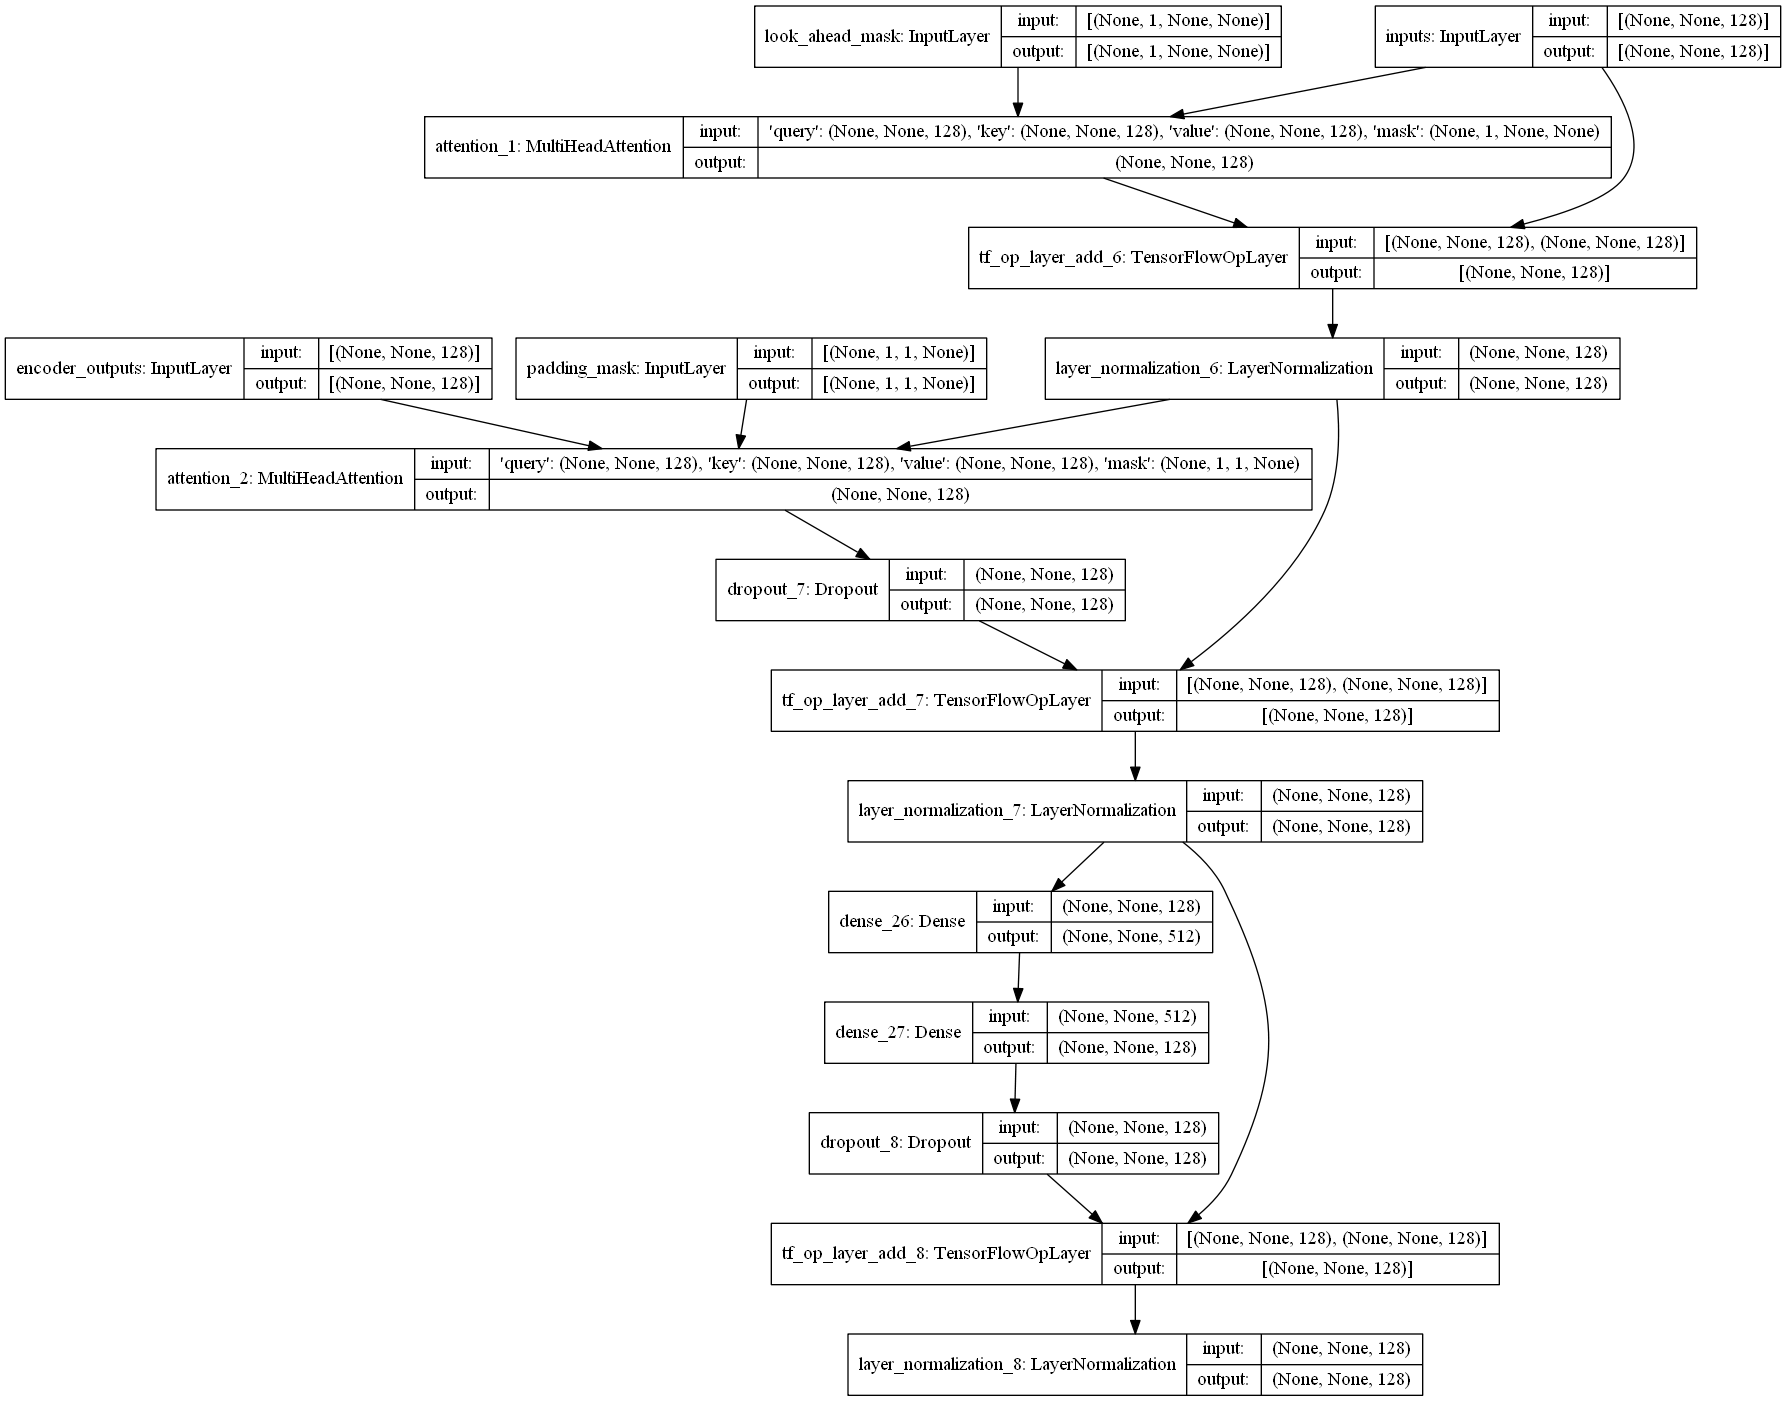 look_ahead_mask: InputLayer
input: [(None, 1, None, None)]
output: [(None, 1, None, None)]
inputs: InputLayer
input: [(None, None, 128)]
output: [(None, None, 128)]
attention_1: MultiHeadAttention
input: 'query': (None, None, 128), 'key': (None, None, 128), 'value': (None, None, 128), 'mask': (None, 1, None, None)
output: (None, None, 128)
tf_op_layer_add_6: TensorFlowOpLayer
input: [(None, None, 128), (None, None, 128)]
output: [(None, None, 128)]
encoder_outputs: InputLayer
input: [(None, None, 128)]
output: [(None, None, 128)]
padding_mask: InputLayer
input: [(None, 1, 1, None)]
output: [(None, 1, 1, None)]
layer_normalization_6: LayerNormalization
input: (None, None, 128)
output: (None, None, 128)
attention_2: MultiHeadAttention
input: 'query': (None, None, 128), 'key': (None, None, 128), 'value': (None, None, 128), 'mask': (None, 1, 1, None)
output: (None, None, 128)
dropout_7: Dropout
input: (None, None, 128)
output: (None, None, 128)
tf_op_layer_add_7: TensorFlowOpLayer
input: [(None, None, 128), (None, None, 128)]
output: [(None, None, 128)]
layer_normalization_7: LayerNormalization
input: (None, None, 128)
output: (None, None, 128)
dense_26: Dense
input: (None, None, 128)
output: (None, None, 512)
dense_27: Dense
input: (None, None, 512)
output: (None, None, 128)
dropout_8: Dropout
input: (None, None, 128)
output: (None, None, 128)
tf_op_layer_add_8: TensorFlowOpLayer
input: [(None, None, 128), (None, None, 128)]
output: [(None, None, 128)]
layer_normalization_8: LayerNormalization
input: (None, None, 128)
output: (None, None, 128)